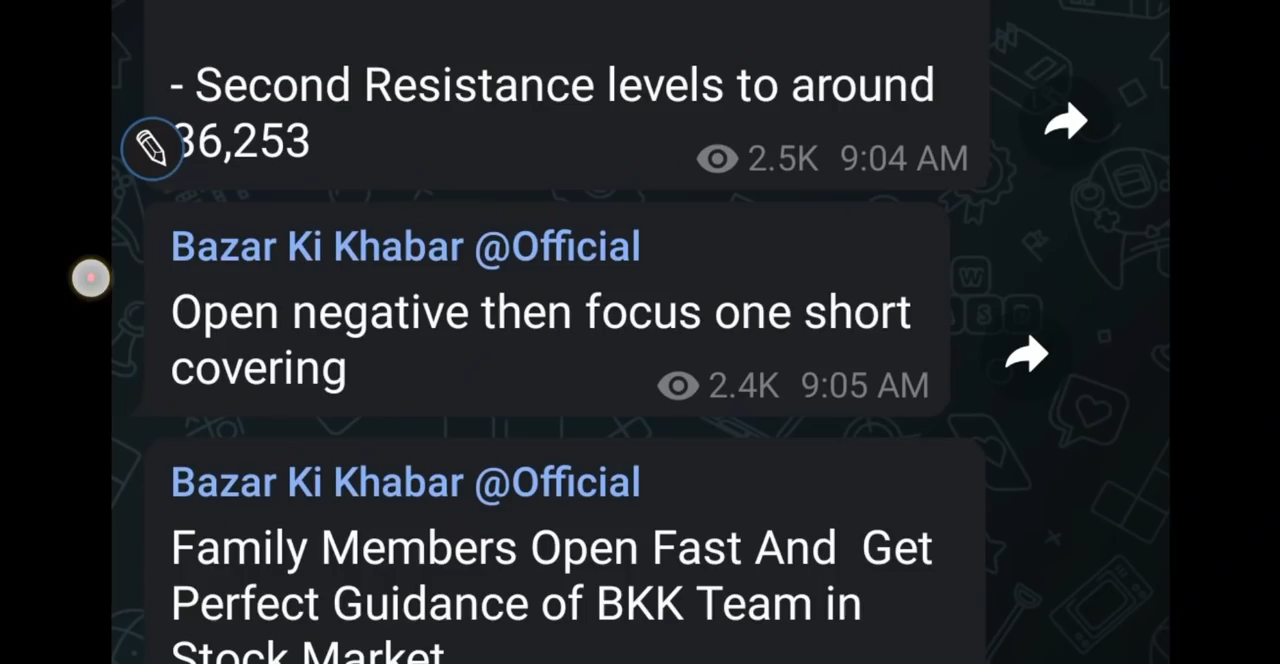 - Second Resistance levels to around
36,253
2.5K 9:04 AM
Bazar Ki Khabar @Official
Open negative then focus one short
covering
2.4K 9:05 AM
Bazar Ki Khabar @Official
Family Members Open Fast And  Get
Perfect Guidance of BKK Team in
Stock Market